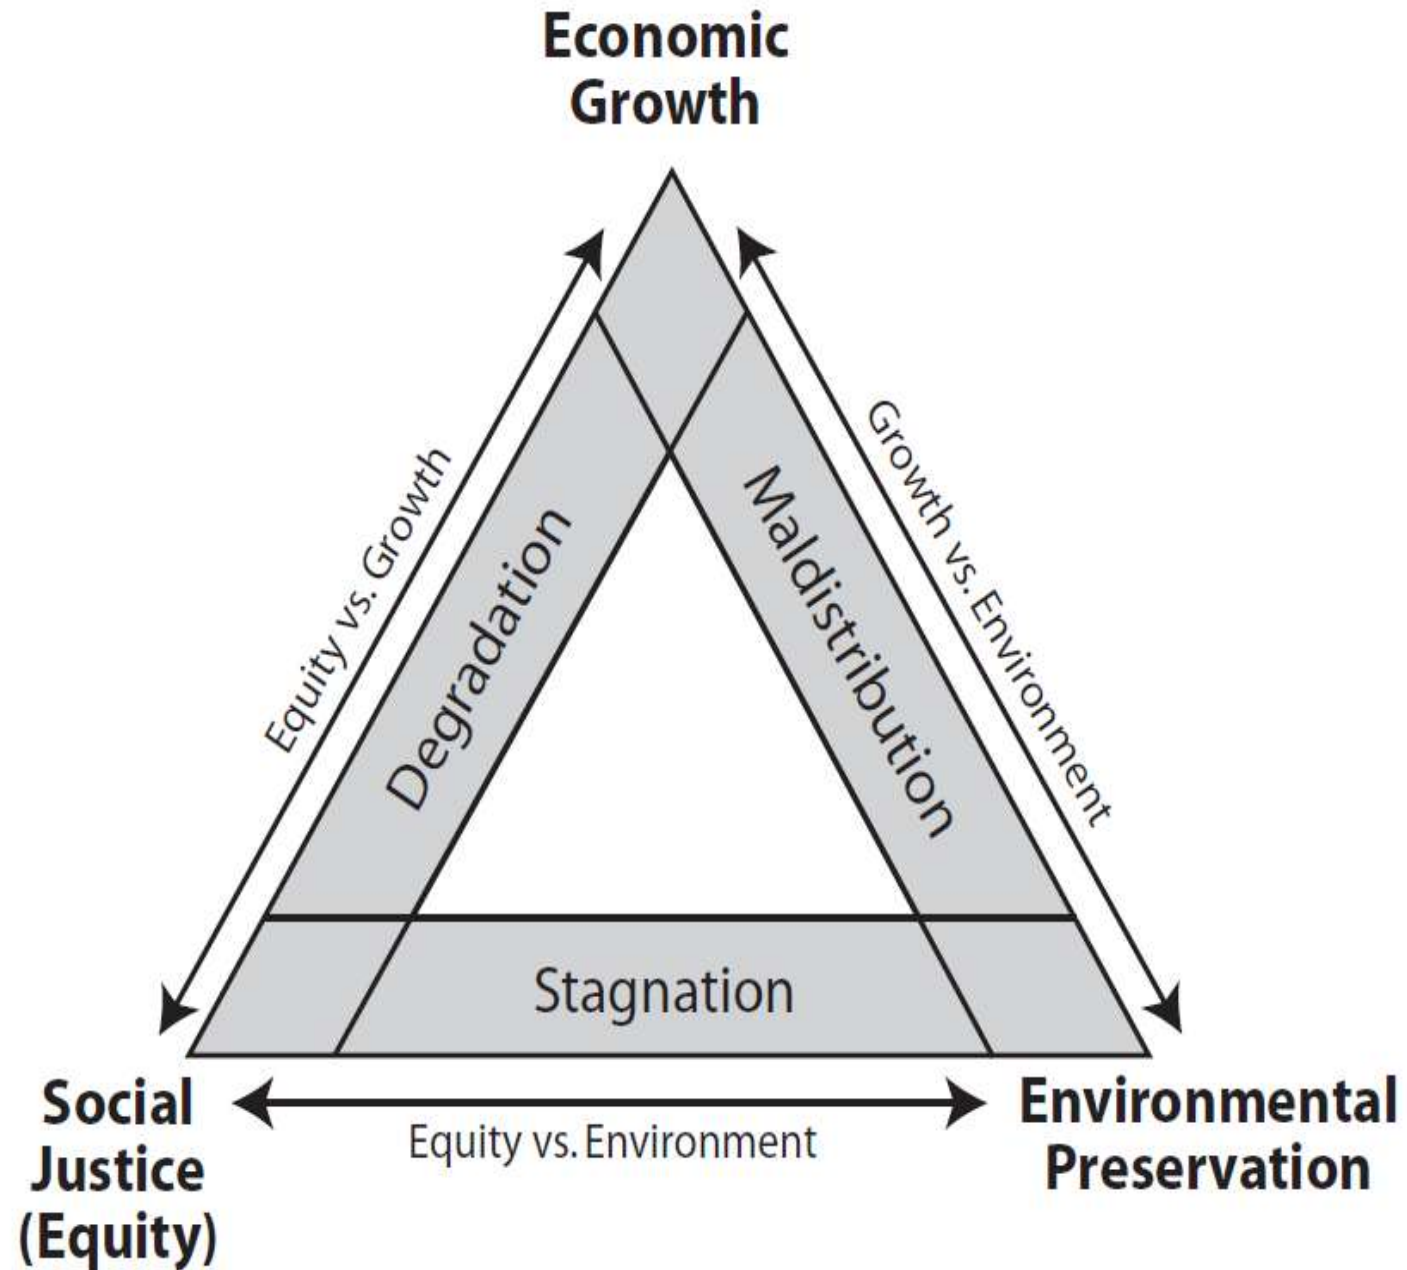 Economic
Growth
Equity vs. Growth
Growth vs. Environment
Degradation
Maldistribution
Stagnation
Social
Justice
(Equity)
Equity vs. Environment
Environmental
Preservation